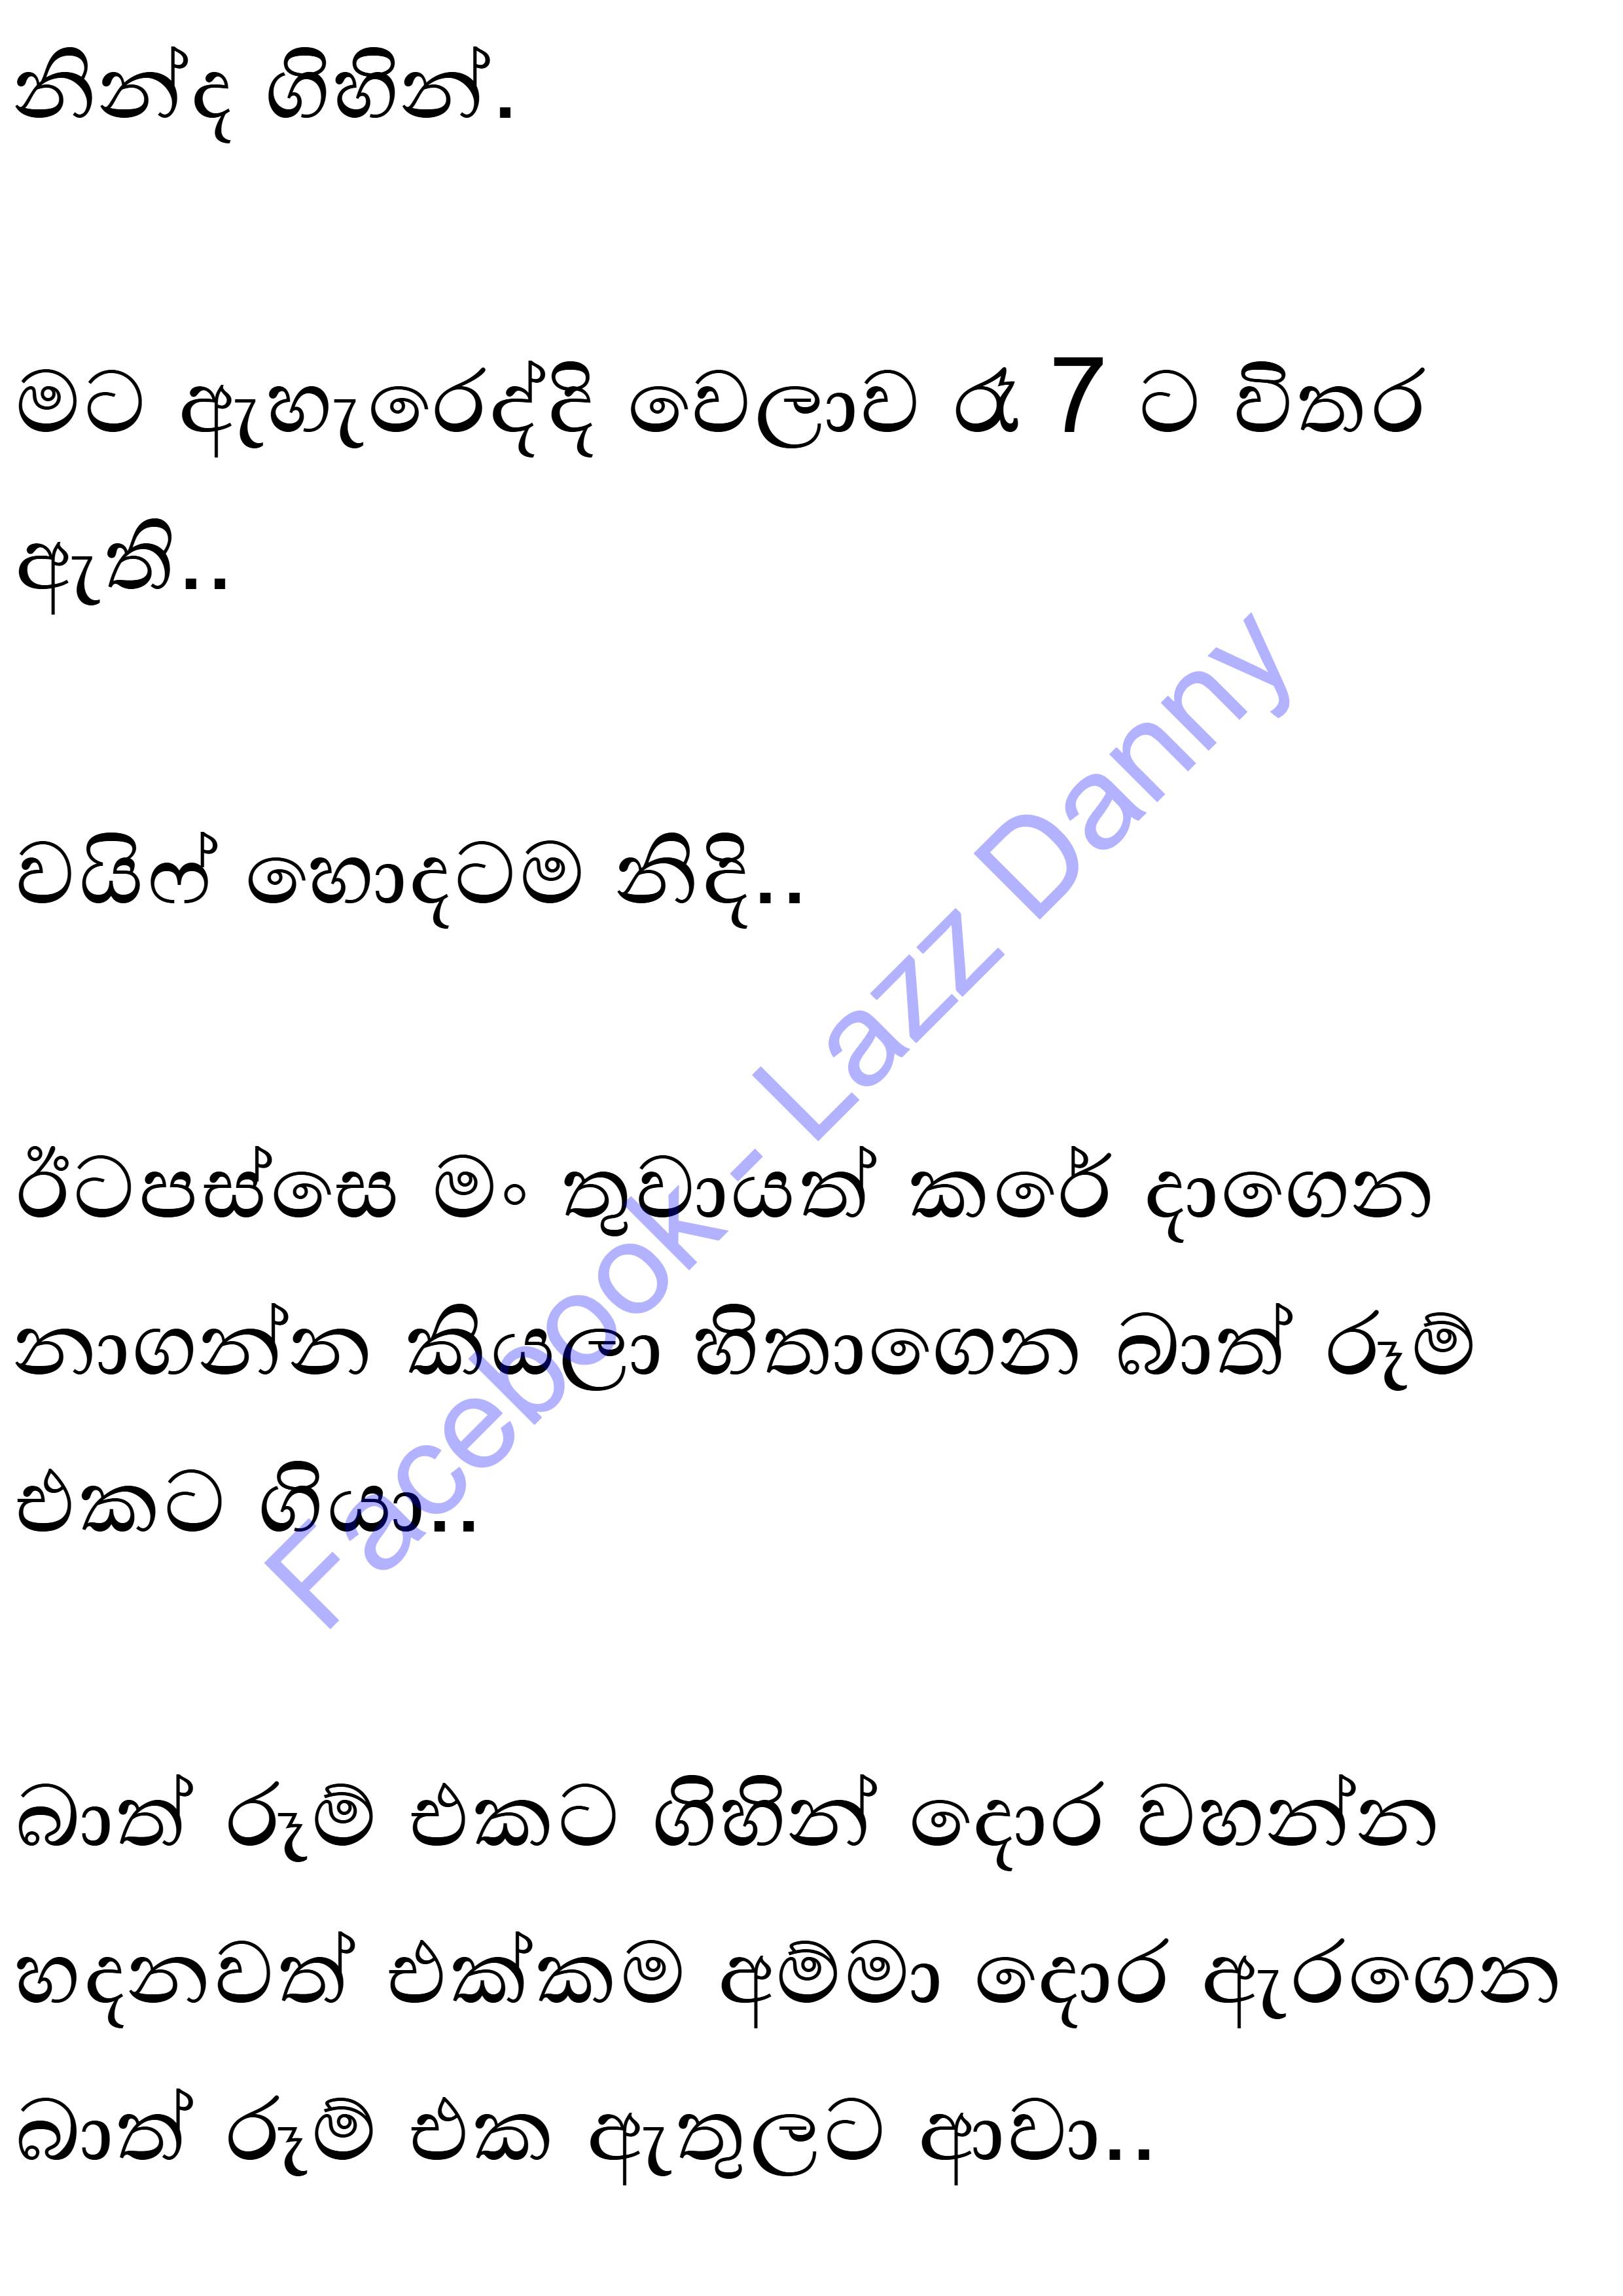 නින්ද ගිහින්.
මට ඇහැරෙද්දි වෙලාව රෑ 7 ට විතර
ඇති..
වයිෆ් හොදටම නිදි..
ඊටපස්සෙ මං තුවායත් කරේ දාගෙන
නාගන්න කියලා හිතාගෙන බාත් රූම්
එකට ගියා..
බාත් රූම් එකට ගිහින් දොර වහන්න
හදනවත් එක්කම අම්මා දොර ඇරගෙන
බාත් රූම් එක ඇතුලට ආවා..
Facebook- Lazz Danny